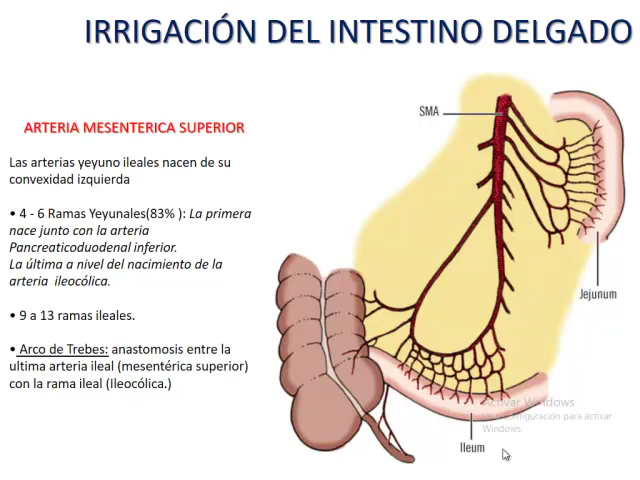 IRRIGACIÓN DEL INTESTINO DELGADO
ARTERIA MESENTERICA SUPERIOR
Las arterias yeyuno ileales nacen de su
convexidad izquierda
• 4 - 6 Ramas Yeyunales(83% ): La primera
nace junto con la arteria
Pancreaticoduodenal inferior.
La última a nivel del nacimiento de la
arteria ileocólica.
• 9 a 13 ramas ileales.
• Arco de Trebes: anastomosis entre la
ultima arteria ileal (mesentérica superior)
con la rama ileal (Ileocólica.)
SMA
Jejunum
Ileum
Activar Windows
configuración para activar
Windows.